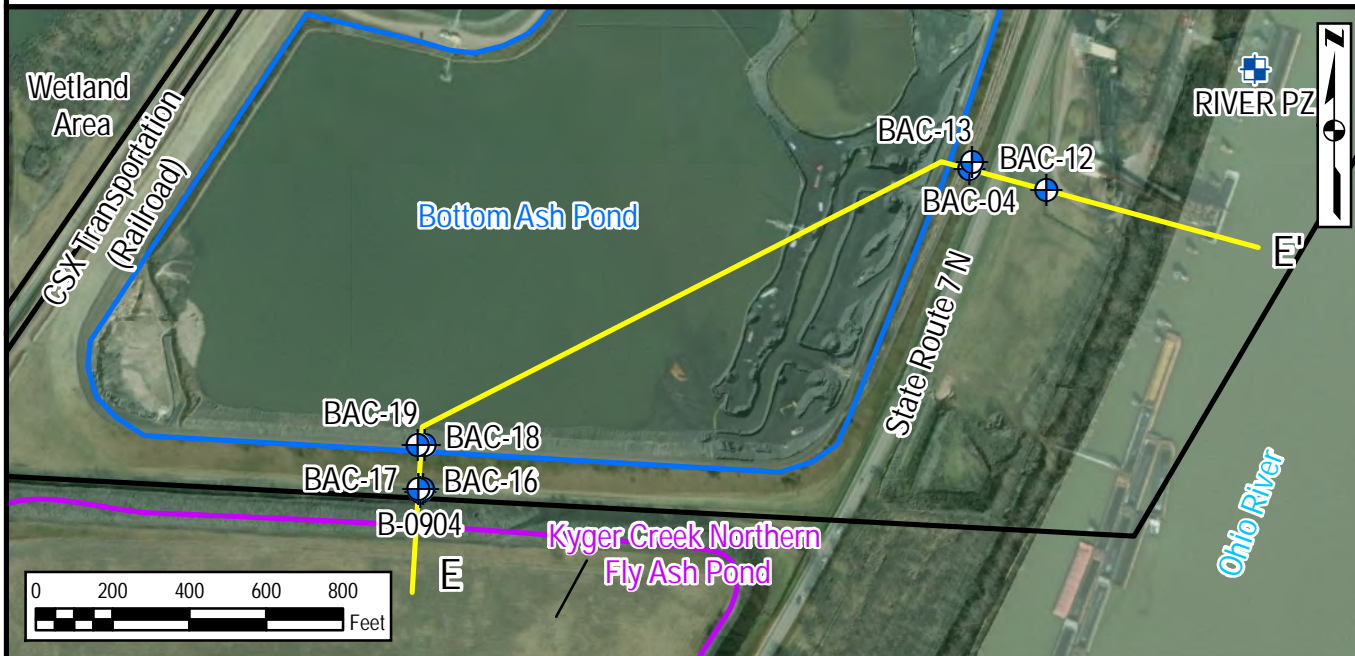 Wetland
Area
CSX Transportation
(Railroad)
Bottom Ash Pond
BAC-13
BAC-12
BAC-04
RIVER PZ
N
E'
State Route 7 N
BAC-19
BAC-18
BAC-17
BAC-16
B-0904
E
Kyger Creek Northern
Fly Ash Pond
Ohio River
0 200 400 600 800
Feet